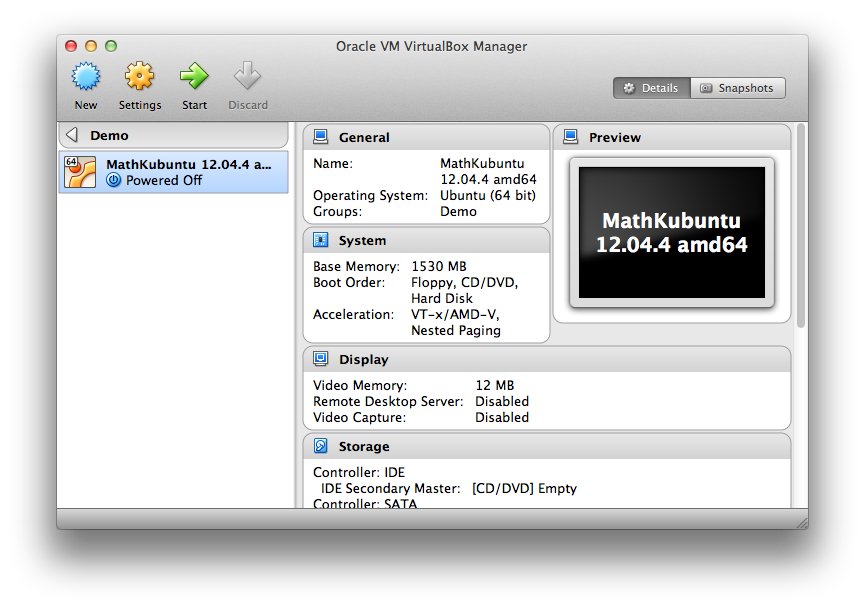 Oracle VM VirtualBox Manager
New
Settings
Start
Discard
Details
Snapshots
Demo
64
MathKubuntu 12.04.4 a...
Powered Off
General
Name: MathKubuntu
12.04.4 amd64
Operating System: Ubuntu (64 bit)
Groups: Demo
System
Base Memory: 1530 MB
Boot Order: Floppy, CD/DVD,
Hard Disk
Acceleration: VT-x/AMD-V,
Nested Paging
Preview
MathKubuntu
12.04.4 amd64
Display
Video Memory: 12 MB
Remote Desktop Server: Disabled
Video Capture: Disabled
Storage
Controller: IDE
IDE Secondary Master: [CD/DVD] Empty
Controller: SATA